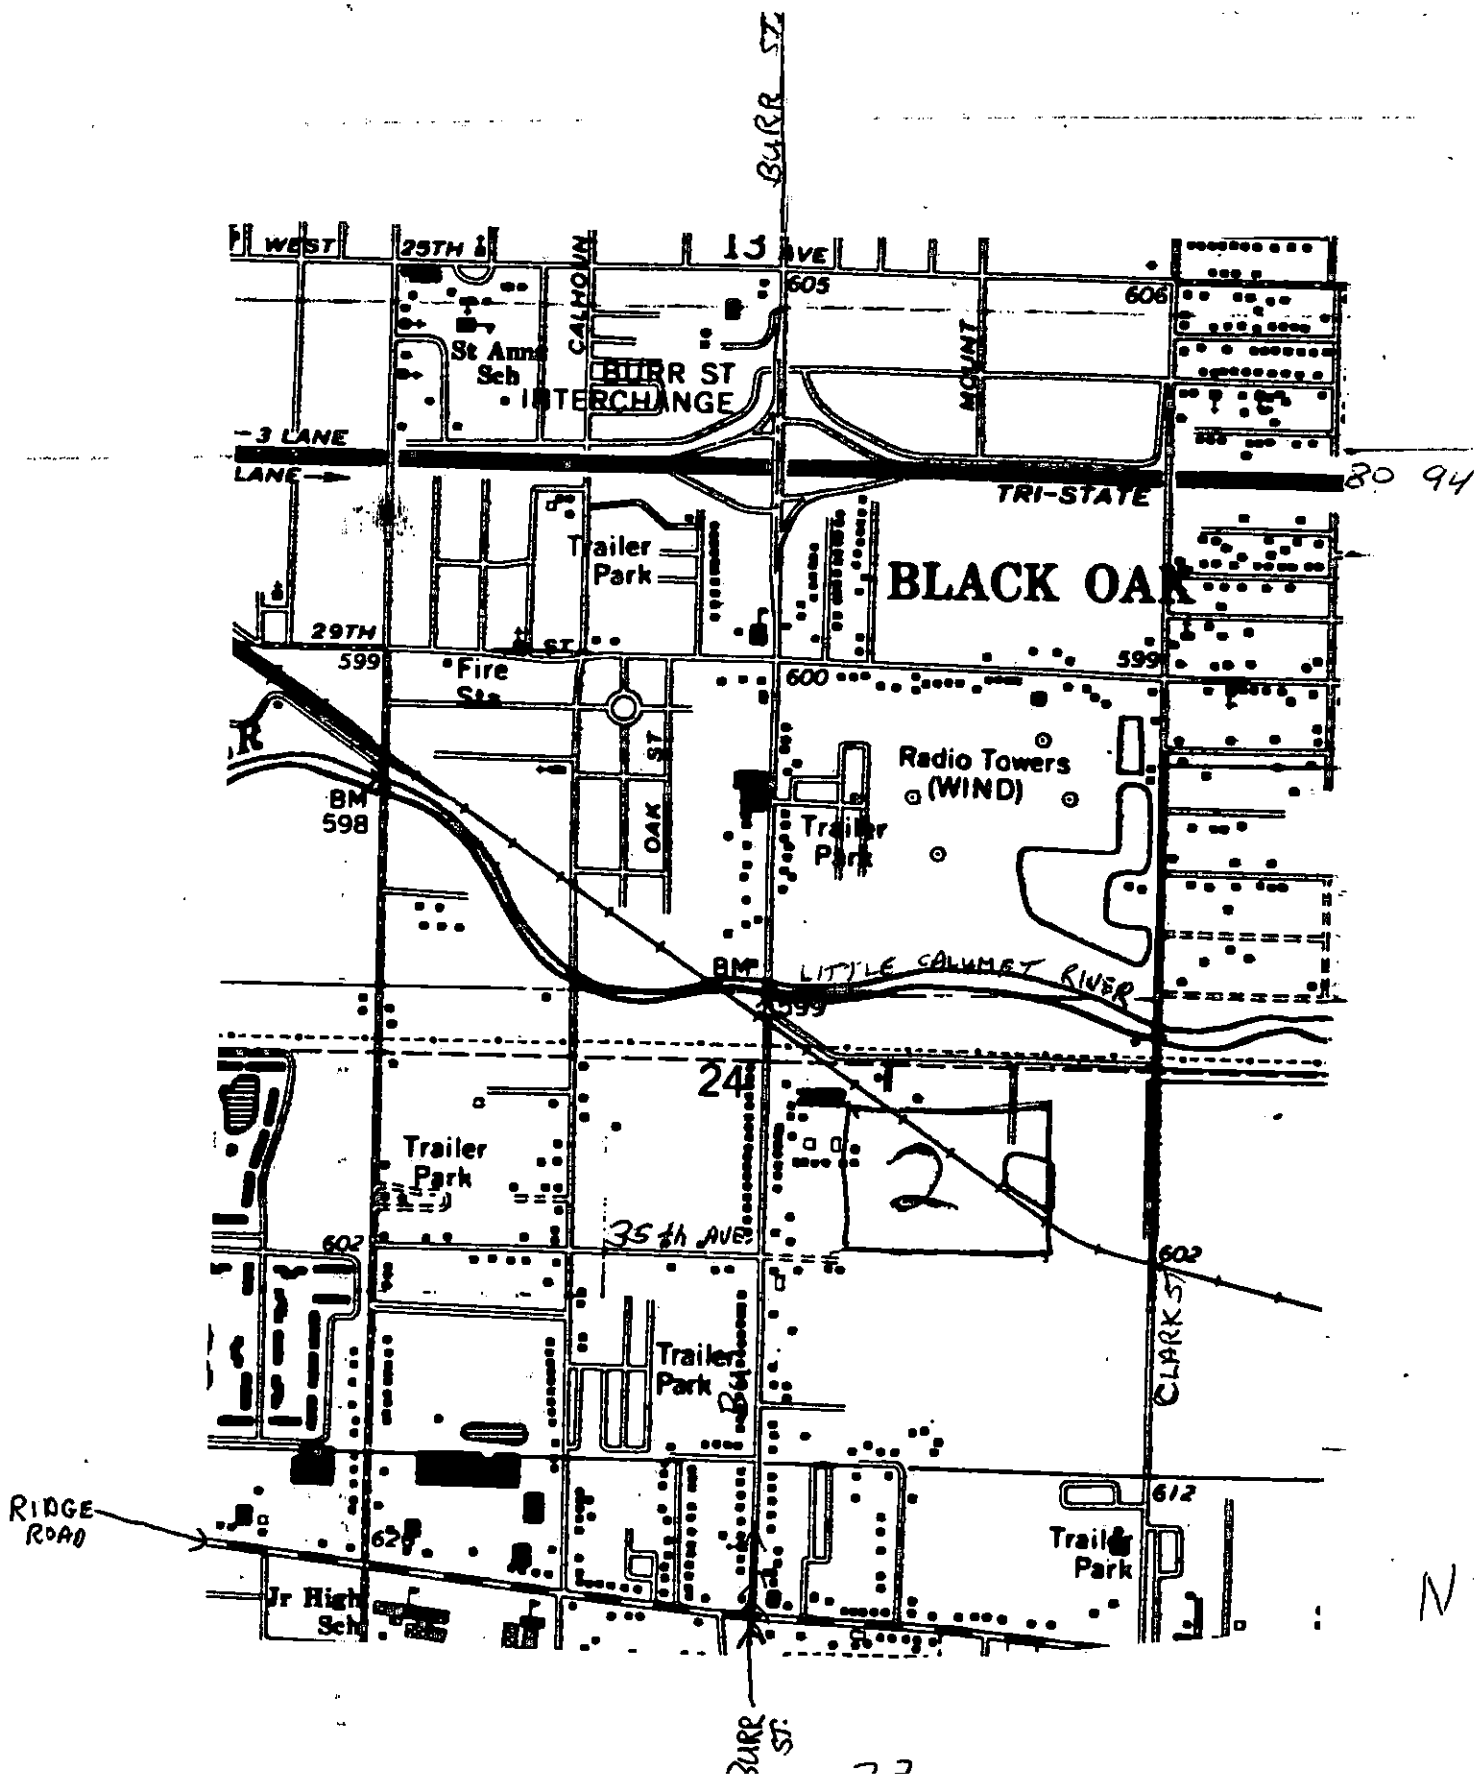 BURR ST.
WEST
25TH
CALHOUN
13
AVE
605
606
St Anns
Sch
BURR ST
INTERCHANGE
MOUNT
3 LANE
LANE
TRI-STATE
80 94
Trailer
Park
BLACK OAK
29TH
ST
599
Fire
Sta
600
599
OAK ST
Radio Towers
(WIND)
R
BM
598
Trailer
Park
BM
LITTLE CALUMET RIVER
599
24
2
Trailer
Park
35th AVE
602
602
CLARK ST
Trailer
Park
612
RIDGE
ROAD
Trailer
Park
N
Jr High
Sch
BURR
ST.